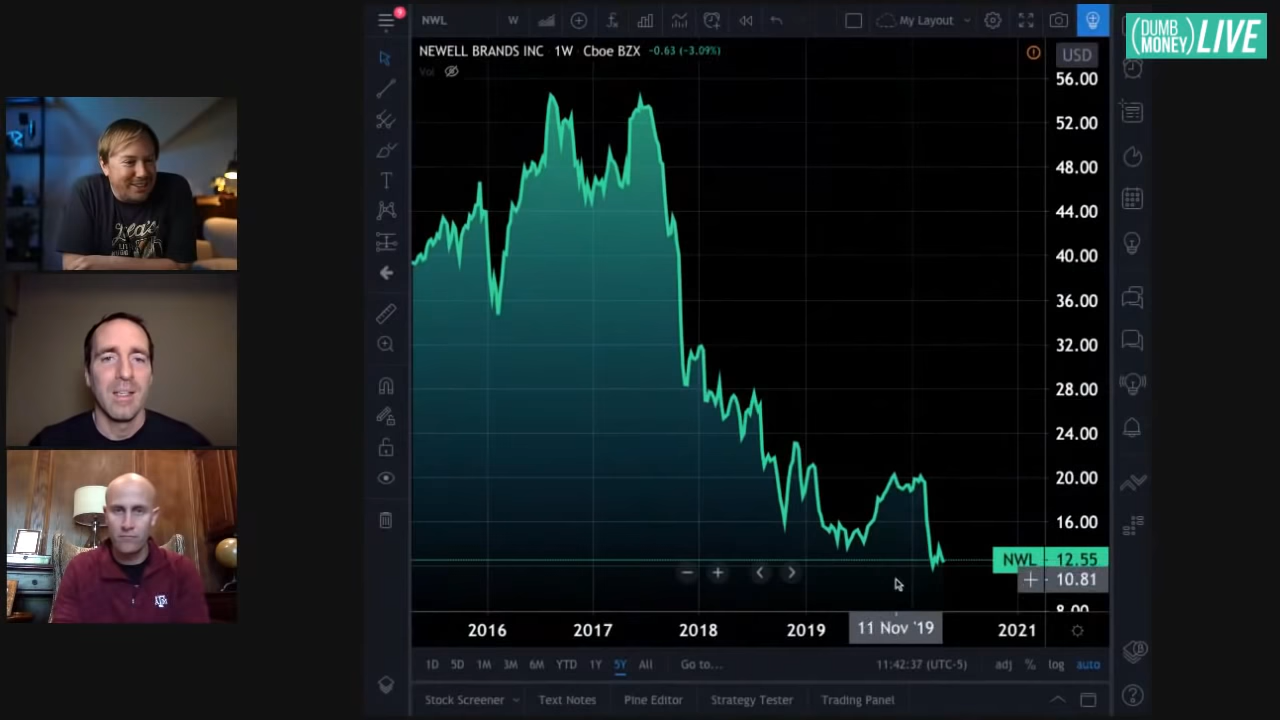 (DUMB MONEY) LIVE
9
NWL
W
My Layout
NEWELL BRANDS INC · 1W · Cboe BZX -0.63 (-3.09%)
Vol
USD
56.00
52.00
48.00
44.00
40.00
36.00
32.00
28.00
24.00
20.00
16.00
NWL 12.55
10.81
8.00
2016 2017 2018 2019 11 Nov '19 2021
1D 5D 1M 3M 6M YTD 1Y 5Y All Go to... 11:42:37 (UTC-5) adj % log auto
Stock Screener Text Notes Pine Editor Strategy Tester Trading Panel